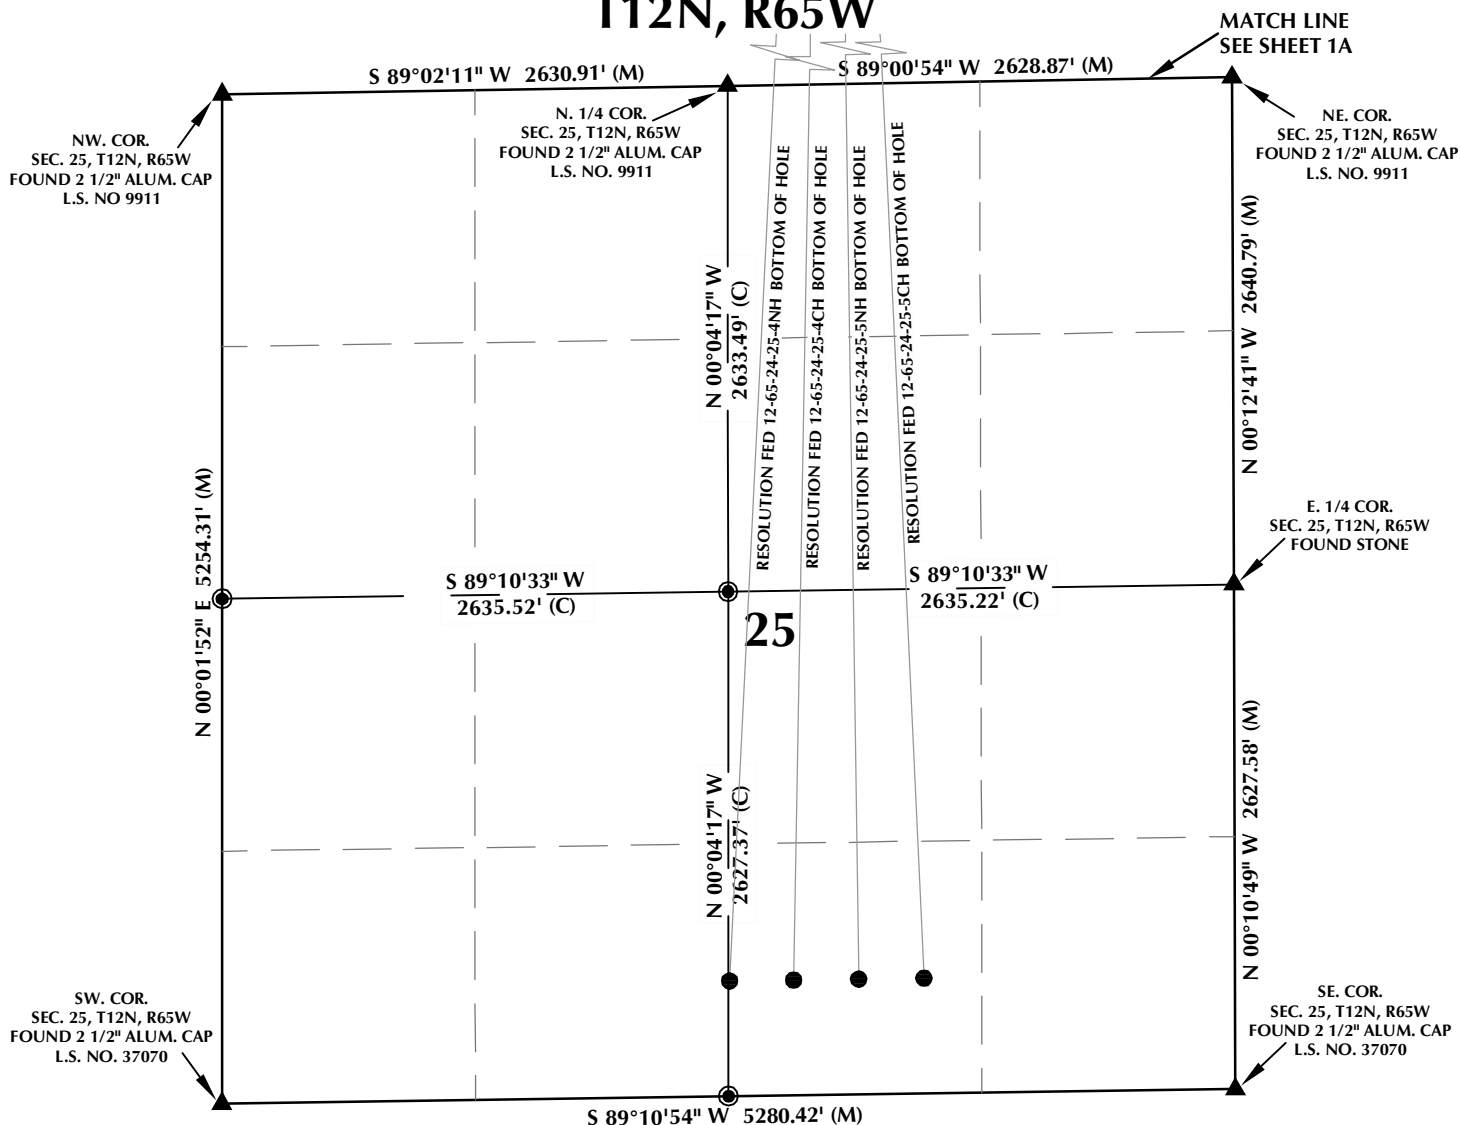 T12N, R65W
MATCH LINE
SEE SHEET 1A
S 89°02'11" W 2630.91' (M)
S 89°00'54" W 2628.87' (M)
NW. COR.
SEC. 25, T12N, R65W
FOUND 2 1/2" ALUM. CAP
L.S. NO 9911
N. 1/4 COR.
SEC. 25, T12N, R65W
FOUND 2 1/2" ALUM. CAP
L.S. NO. 9911
NE. COR.
SEC. 25, T12N, R65W
FOUND 2 1/2" ALUM. CAP
L.S. NO. 9911
N 00°04'17" W
2633.49' (C)
RESOLUTION FED 12-65-24-25-4NH BOTTOM OF HOLE
RESOLUTION FED 12-65-24-25-4CH BOTTOM OF HOLE
RESOLUTION FED 12-65-24-25-5NH BOTTOM OF HOLE
RESOLUTION FED 12-65-24-25-5CH BOTTOM OF HOLE
N 00°12'41" W 2640.79' (M)
N 00°01'52" E 5254.31' (M)
E. 1/4 COR.
SEC. 25, T12N, R65W
FOUND STONE
S 89°10'33" W
2635.52' (C)
S 89°10'33" W
2635.22' (C)
25
N 00°04'17" W
2627.37' (C)
N 00°10'49" W 2627.58' (M)
SW. COR.
SEC. 25, T12N, R65W
FOUND 2 1/2" ALUM. CAP
L.S. NO. 37070
SE. COR.
SEC. 25, T12N, R65W
FOUND 2 1/2" ALUM. CAP
L.S. NO. 37070
S 89°10'54" W 5280.42' (M)